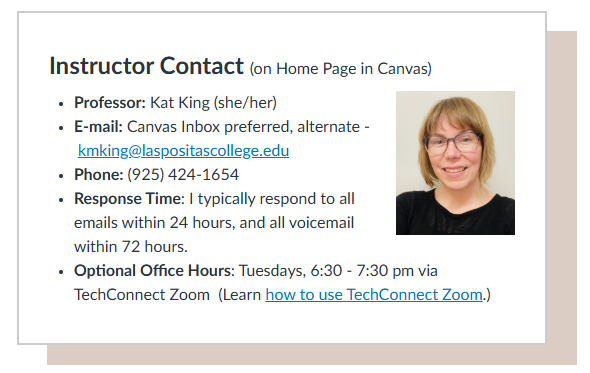 Instructor Contact (on Home Page in Canvas)
• Professor: Kat King (she/her)
• E-mail: Canvas Inbox preferred, alternate -
kmking@laspositascollege.edu
• Phone: (925) 424-1654
• Response Time: I typically respond to all
emails within 24 hours, and all voicemail
within 72 hours.
• Optional Office Hours: Tuesdays, 6:30 - 7:30 pm via
TechConnect Zoom (Learn how to use TechConnect Zoom.)